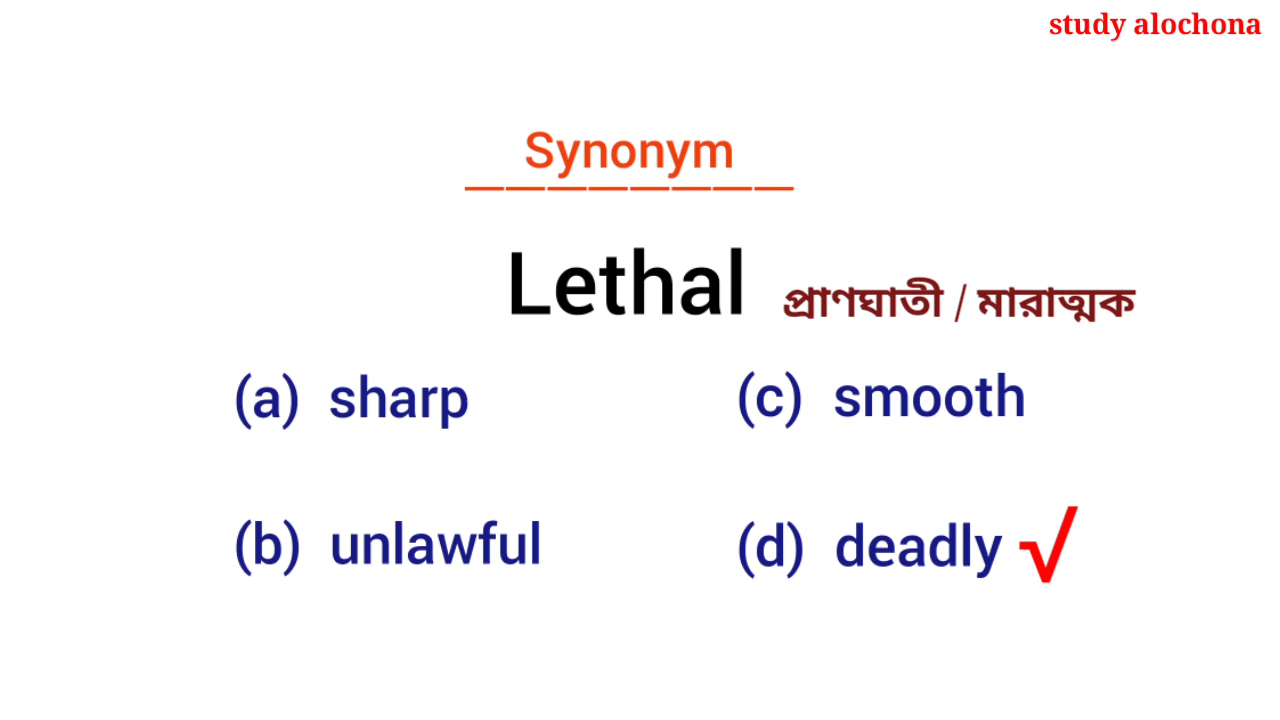 study alochona
Synonym
Lethal প্রাণঘাতী / মারাত্মক
(a) sharp (c) smooth
(b) unlawful (d) deadly √